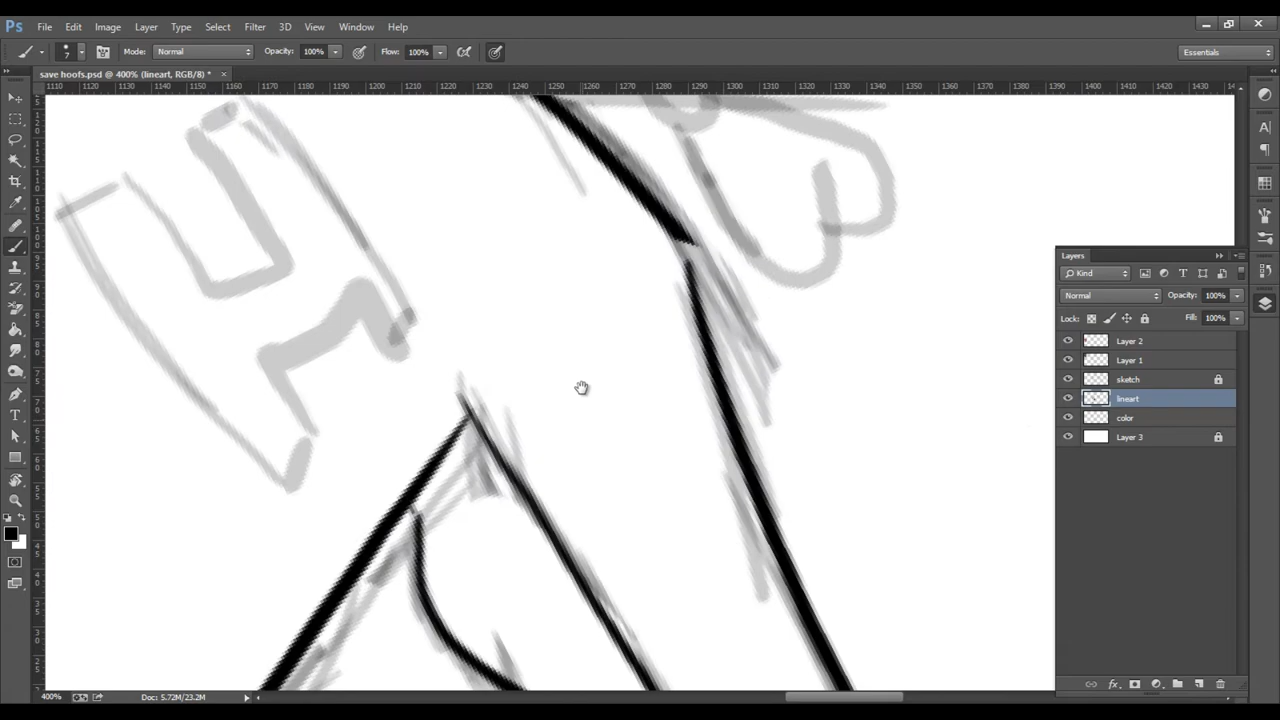 Ps File Edit Image Layer Type Select Filter 3D View Window Help
7 Mode: Normal Opacity: 100% Flow: 100% Essentials
save hoofs.psd @ 400% (lineart, RGB/8) *
1110 1120 1130 1140 1150 1160 1170 1180 1190 1200 1210 1220 1230 1240 1250 1260 1270 1280 1290 1300 1310 1320 1330 1340 1350 1360 1370 1380 1390 1400 1410 1420
Layers
Kind
Normal Opacity: 100%
Lock: Fill: 100%
Layer 2
Layer 1
sketch
lineart
color
Layer 3
400% Doc: 5.72M/23.2M